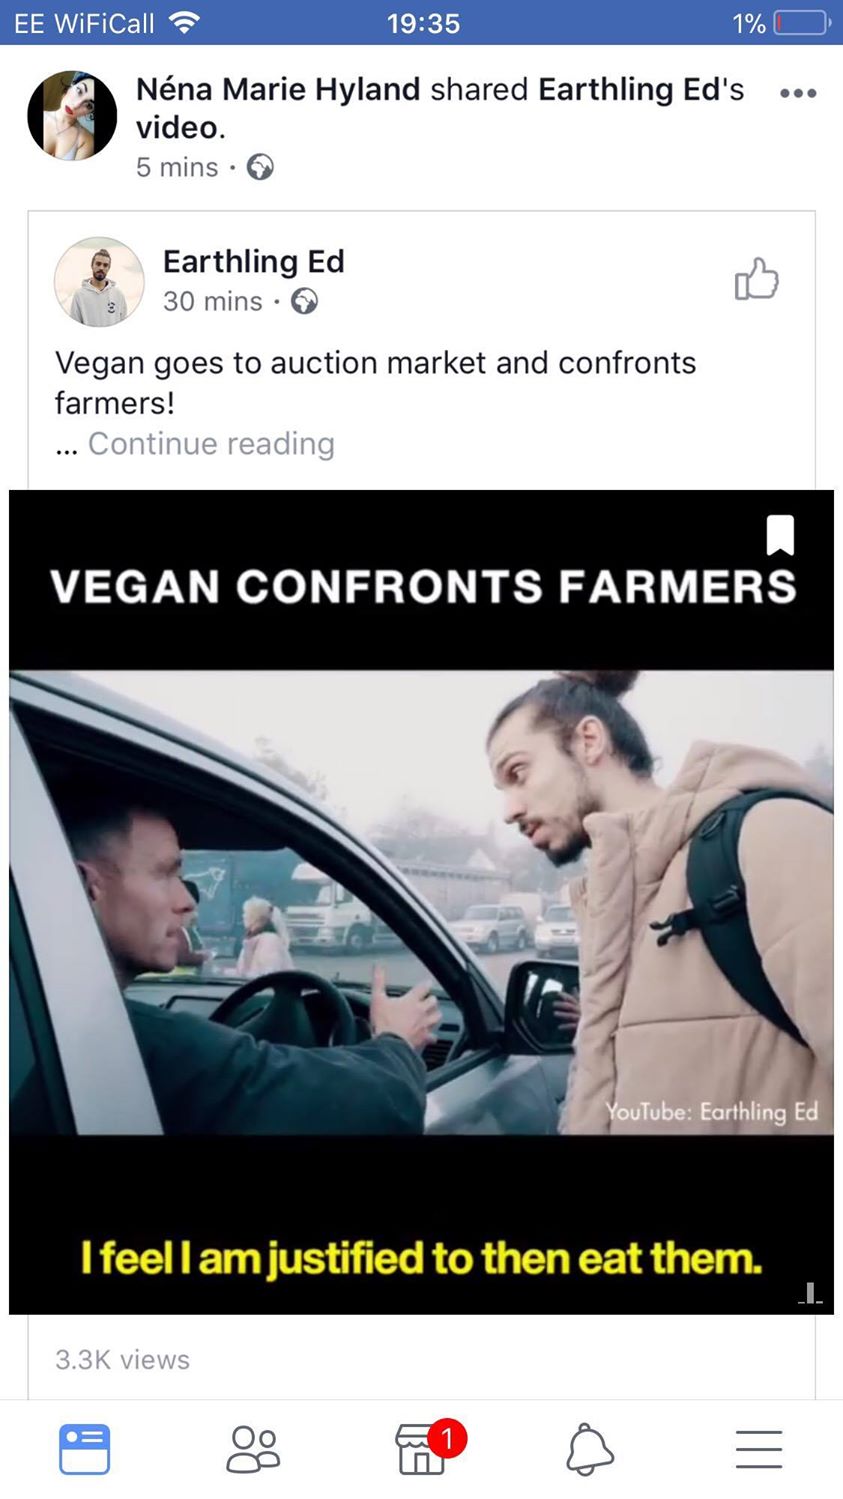 EE WiFiCall 19:35 1%
Néna Marie Hyland shared Earthling Ed's
video.
5 mins ·
Earthling Ed
30 mins ·
Vegan goes to auction market and confronts
farmers!
... Continue reading
VEGAN CONFRONTS FARMERS
YouTube: Earthling Ed
I feel I am justified to then eat them.
3.3K views
1